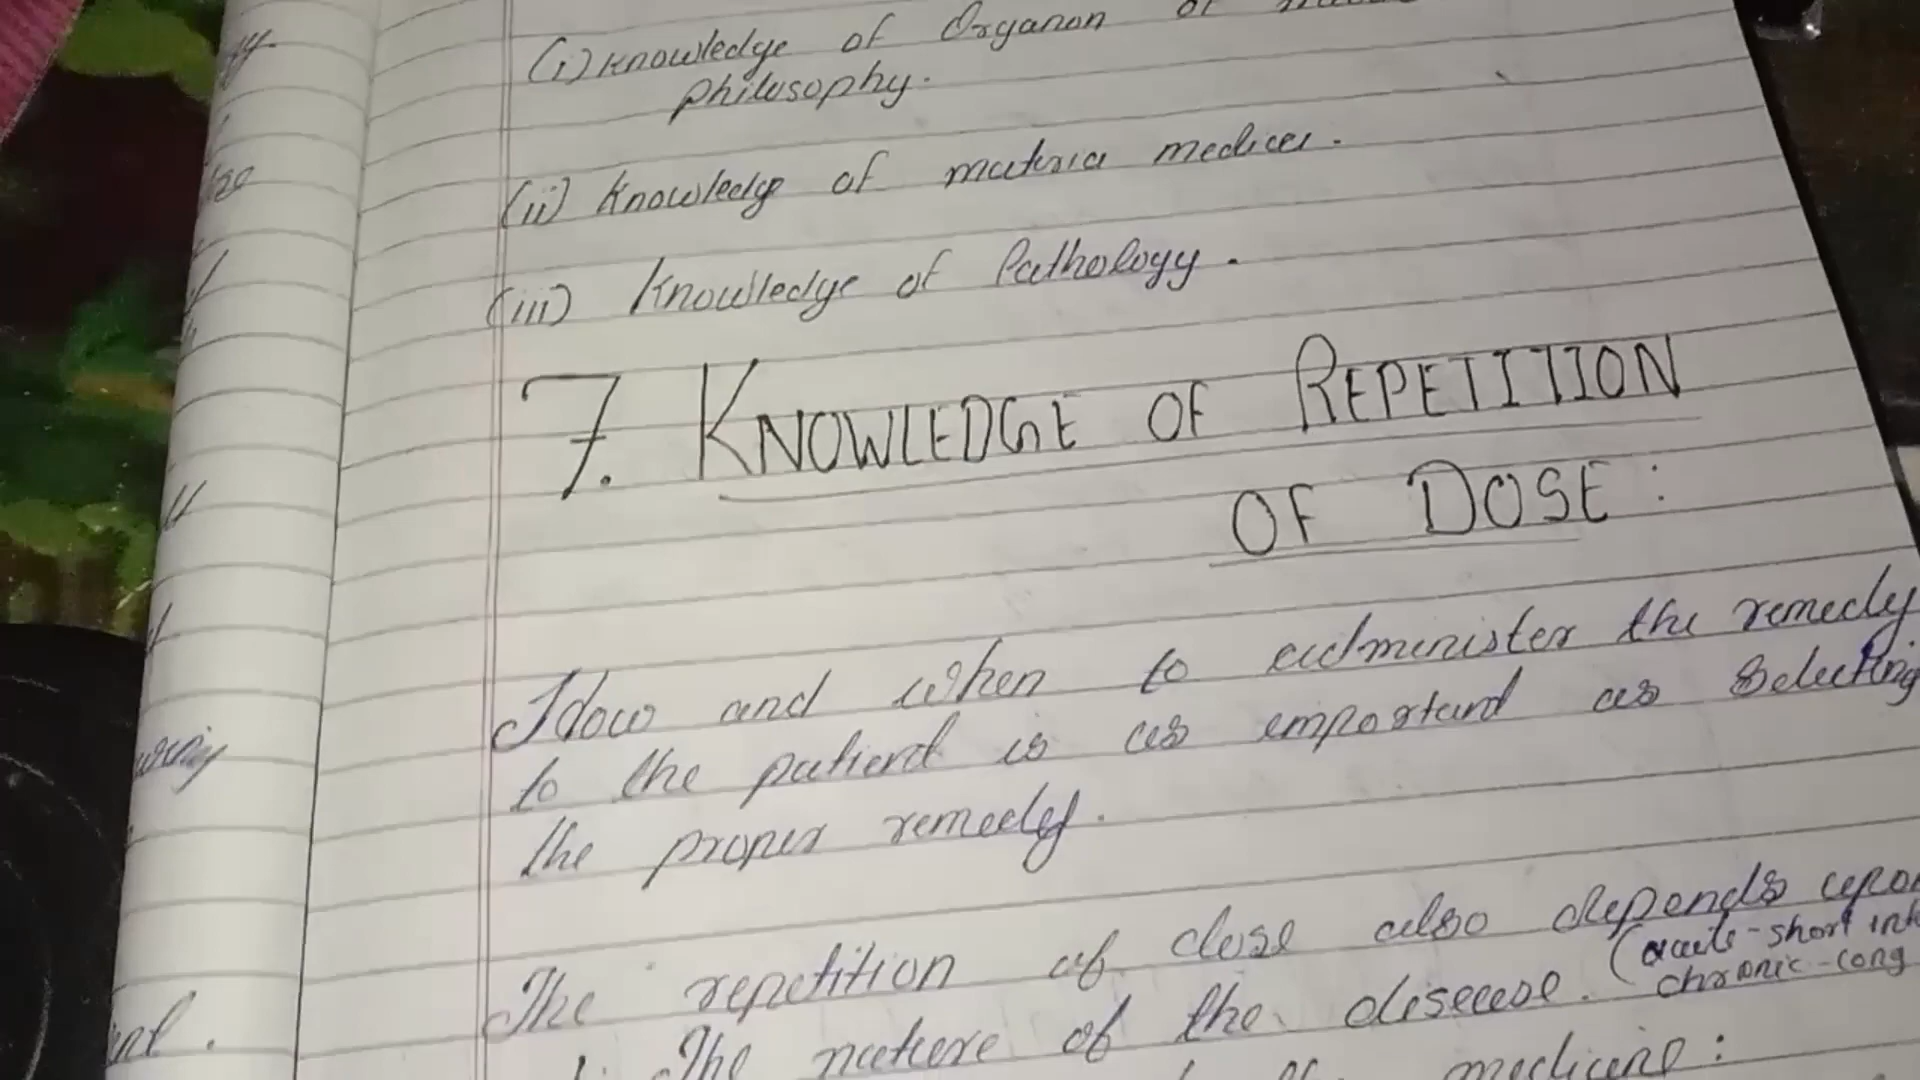 (i) Knowledge of Organon of
philosophy.
(ii) Knowledge of materia medica.
(iii) Knowledge of Pathology.
7. KNOWLEDGE OF REPETITION
OF DOSE:
How and when to administer the remedy
to the patient is as important as selecting
the proper remedy.
The repetition of dose also depends upon
(acute-short int
1. The nature of the disease. chronic-long
medicine: